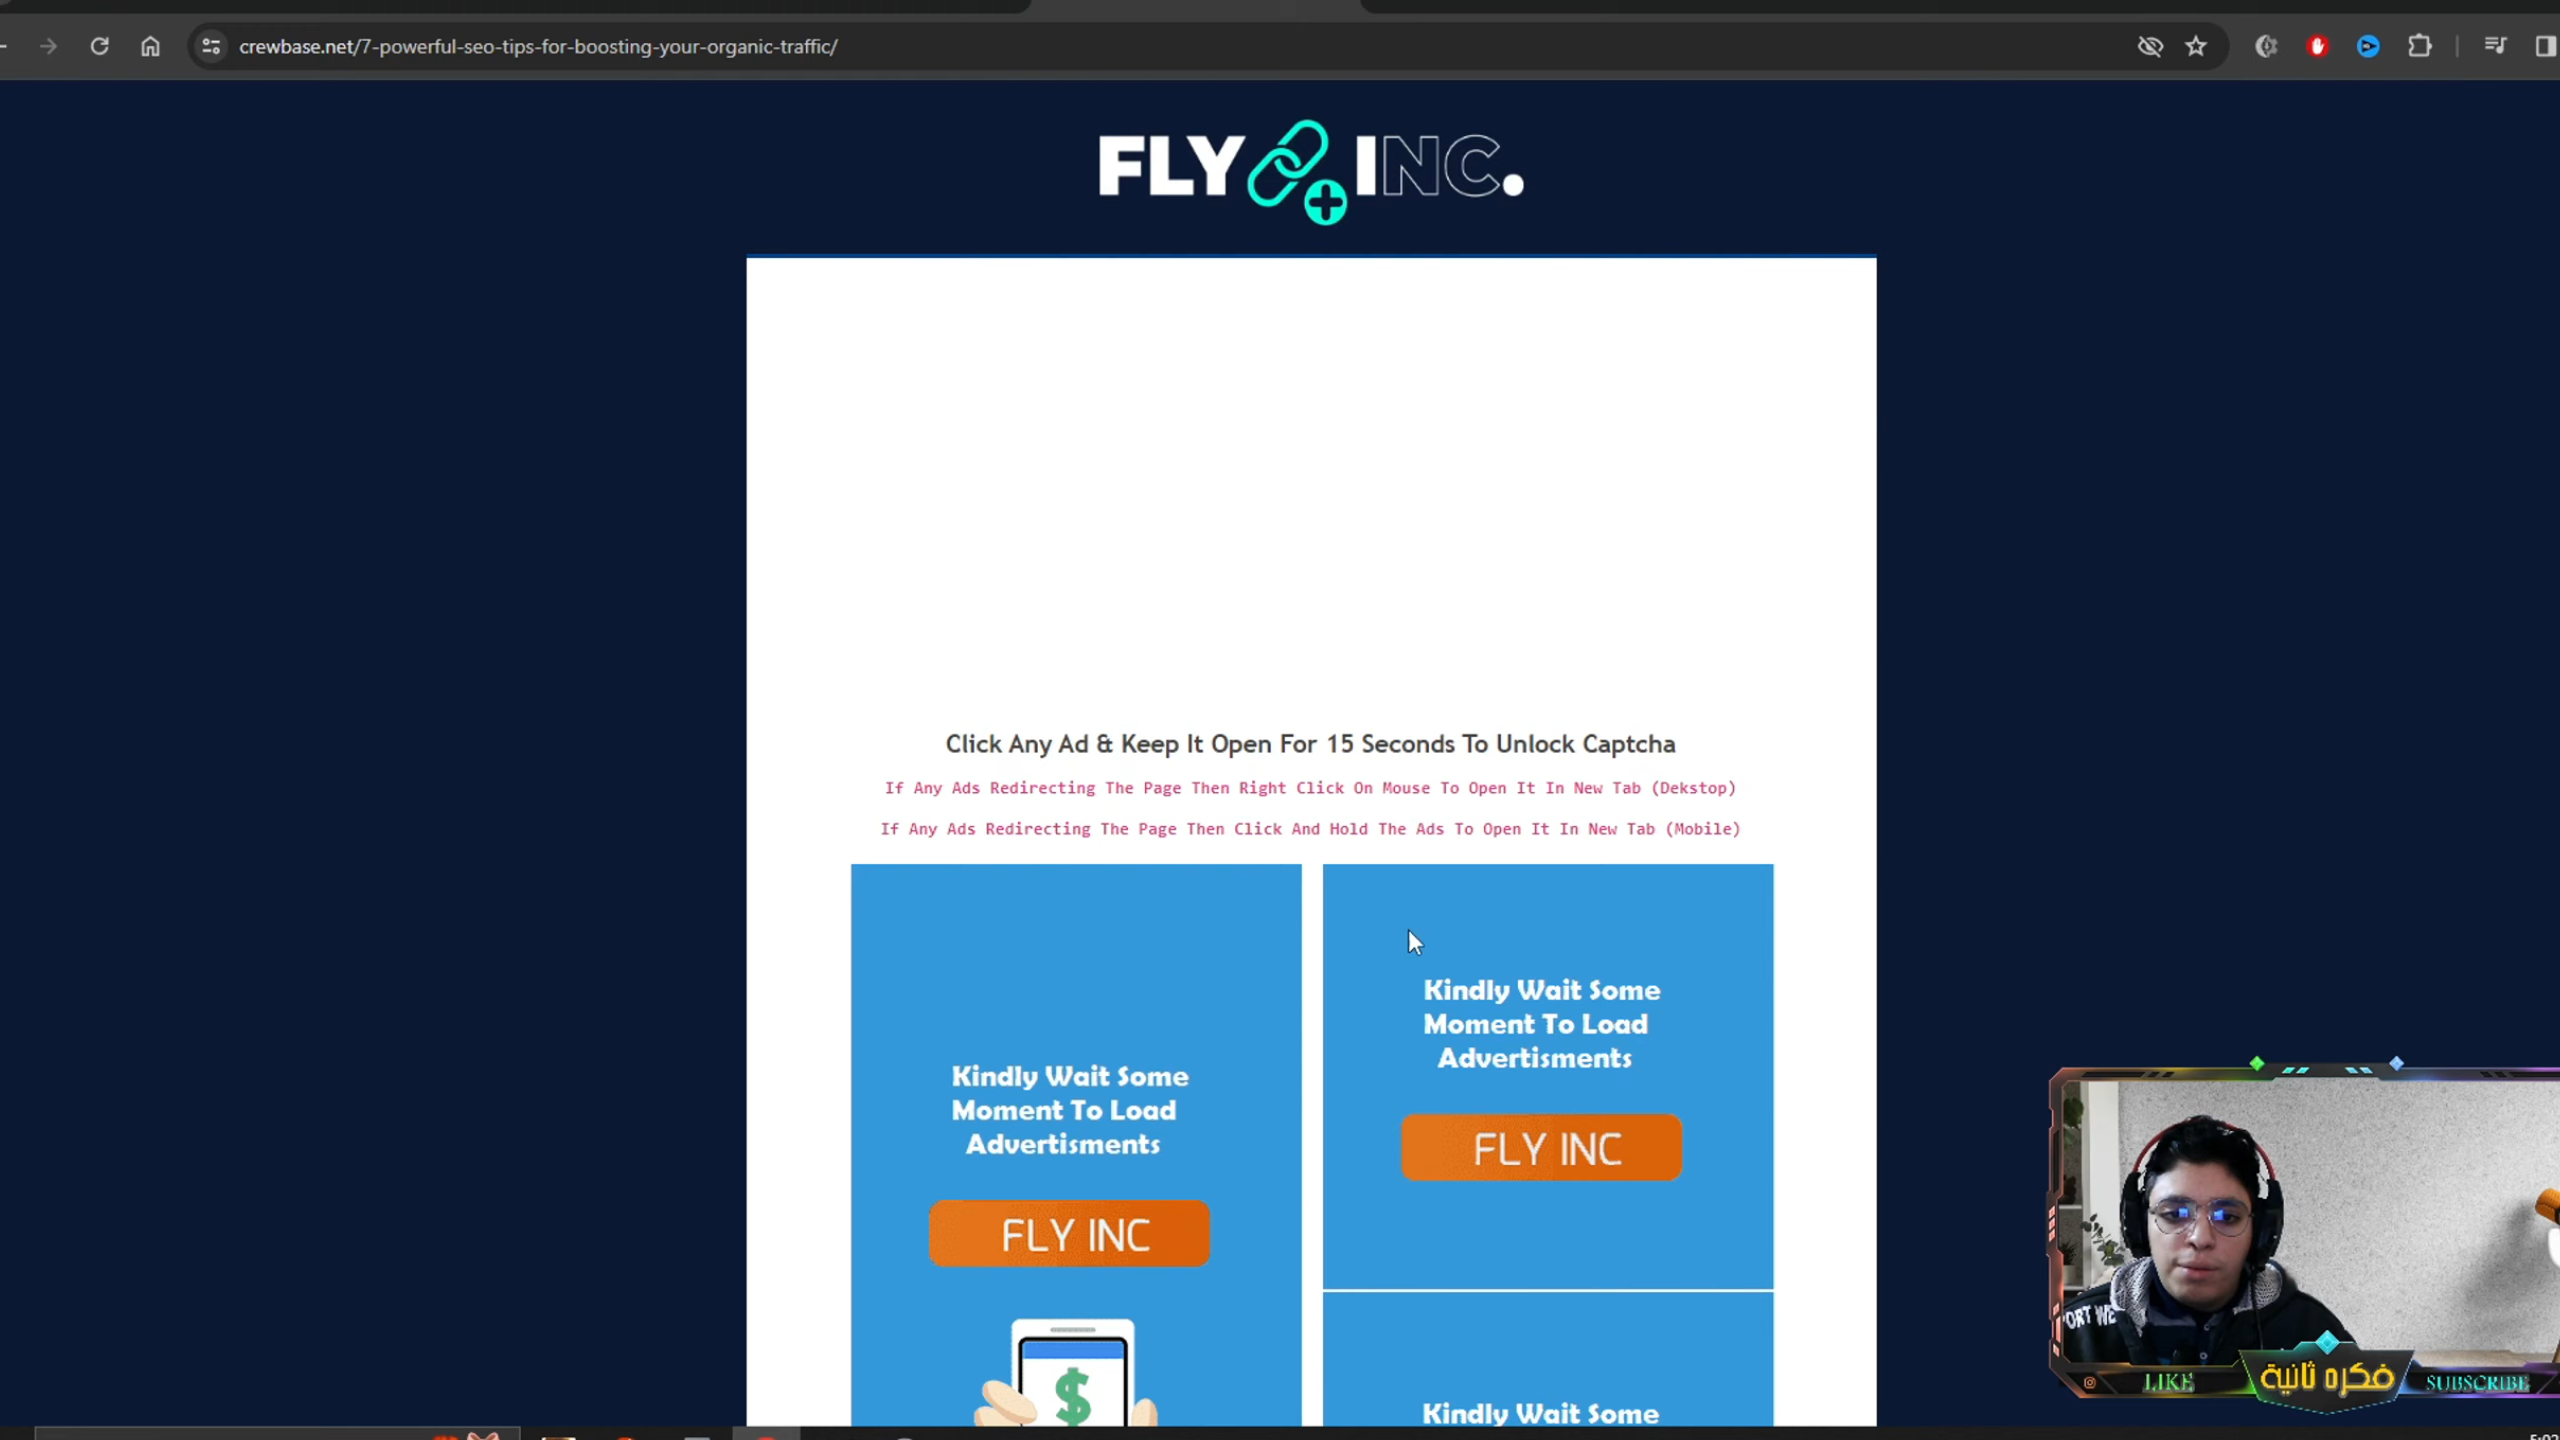 crewbase.net/7-powerful-seo-tips-for-boosting-your-organic-traffic/
FLY INC.
Click Any Ad & Keep It Open For 15 Seconds To Unlock Captcha
If Any Ads Redirecting The Page Then Right Click On Mouse To Open It In New Tab (Dekstop)
If Any Ads Redirecting The Page Then Click And Hold The Ads To Open It In New Tab (Mobile)
Kindly Wait Some
Moment To Load
Advertisments
FLY INC
$
Kindly Wait Some
Moment To Load
Advertisments
FLY INC
Kindly Wait Some
ORT WE
LIKE
فكره ثانية
SUBSCRIBE